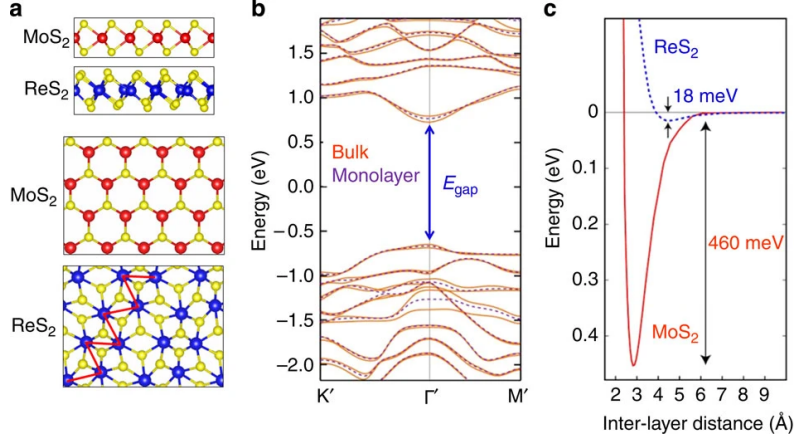 a
MoS2
ReS2
MoS2
ReS2
b
Energy (eV)
1.5
1.0
0.5
0.0
−0.5
−1.0
−1.5
−2.0
Bulk
Monolayer
Egap
K′
Γ′
M′
c
Energy (eV)
0
0.1
0.2
0.3
0.4
ReS2
18 meV
460 meV
MoS2
2 3 4 5 6 7 8 9
Inter-layer distance (Å)